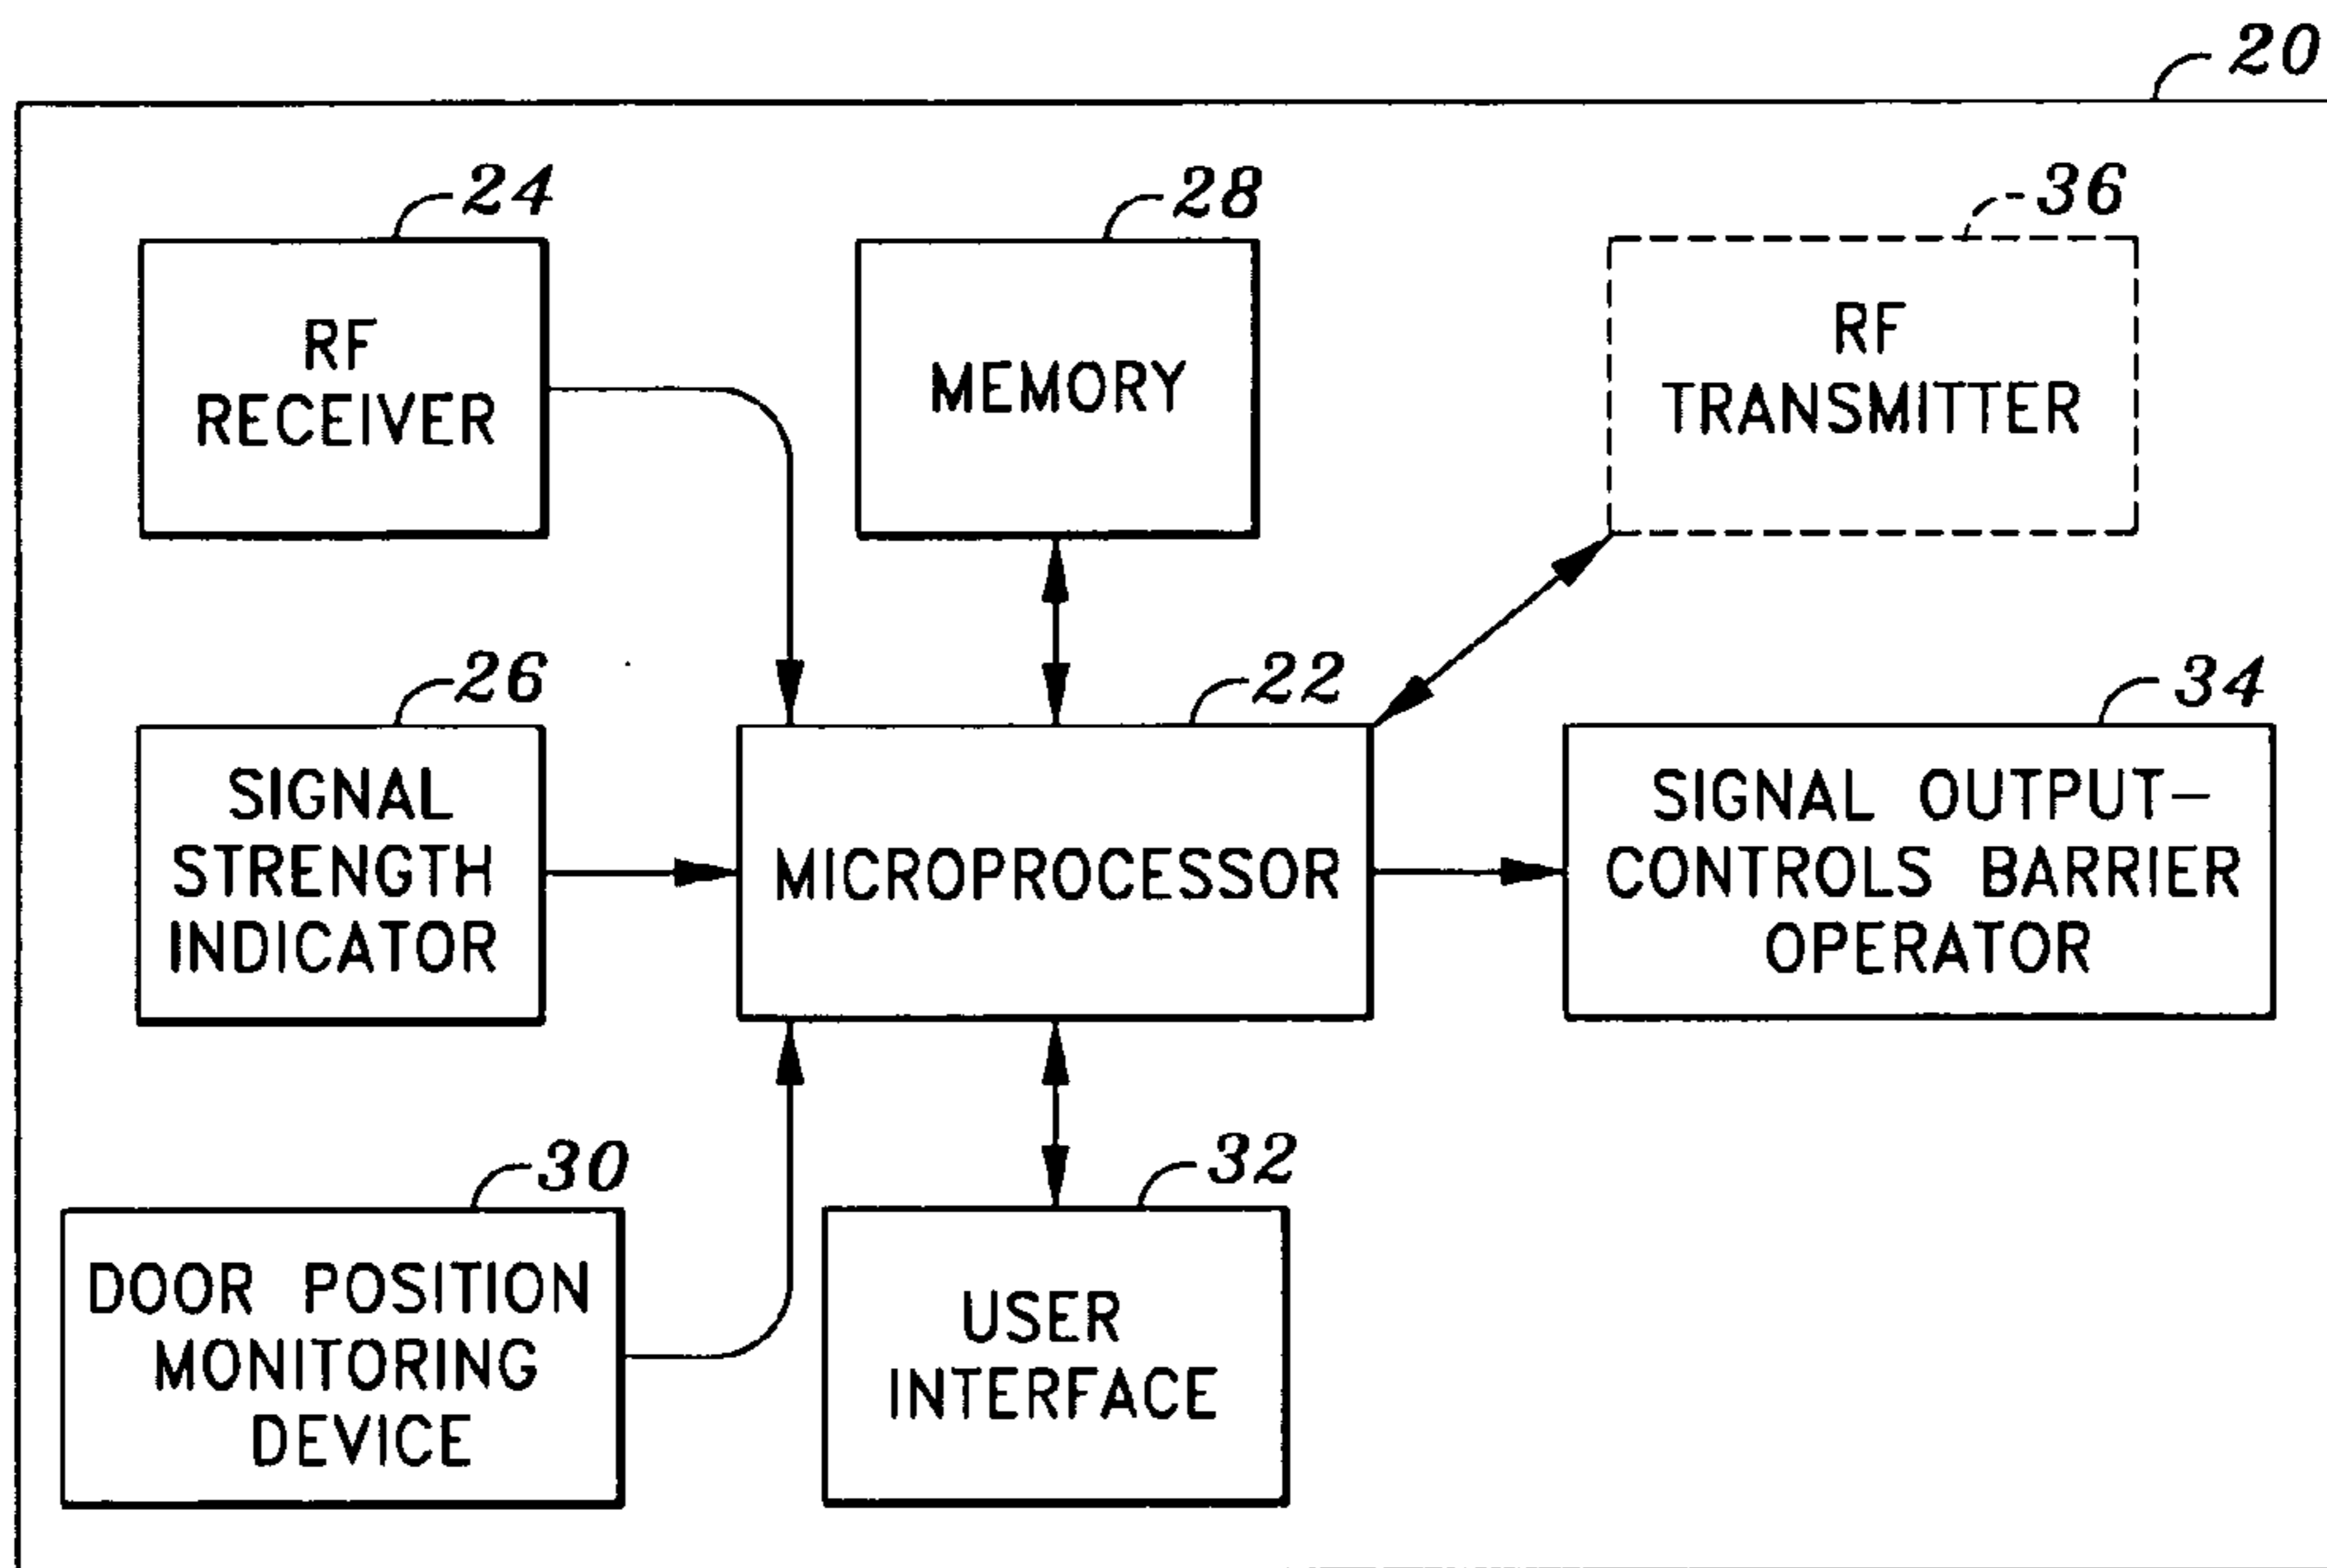 20
24
28
36
RF
RECEIVER
MEMORY
RF
TRANSMITTER
26
22
34
SIGNAL
STRENGTH
INDICATOR
MICROPROCESSOR
SIGNAL OUTPUT—
CONTROLS BARRIER
OPERATOR
30
32
DOOR POSITION
MONITORING
DEVICE
USER
INTERFACE